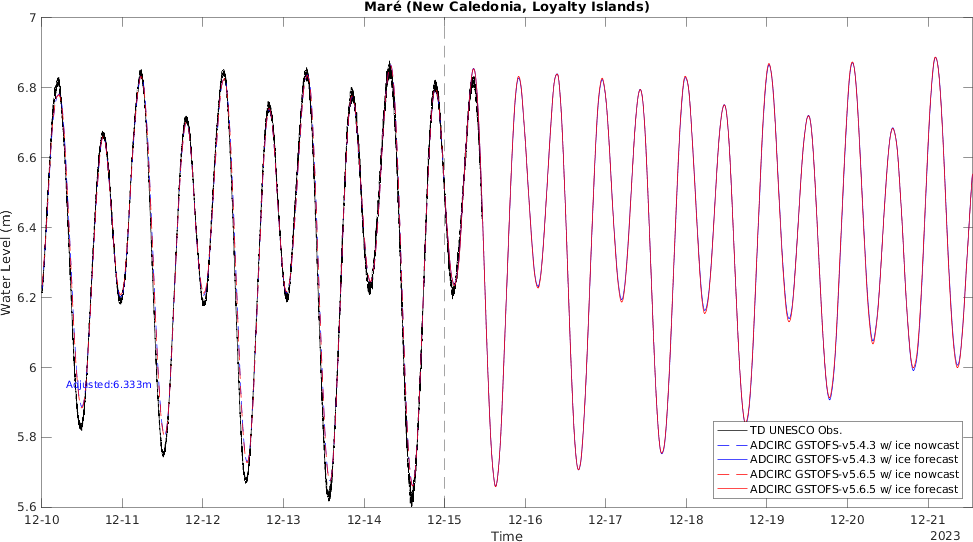 Maré (New Caledonia, Loyalty Islands)
7
6.8
6.6
6.4
6.2
6
5.8
5.6
Water Level (m)
Adjusted:6.333m
TD UNESCO Obs.
ADCIRC GSTOFS-v5.4.3 w/ ice nowcast
ADCIRC GSTOFS-v5.4.3 w/ ice forecast
ADCIRC GSTOFS-v5.6.5 w/ ice nowcast
ADCIRC GSTOFS-v5.6.5 w/ ice forecast
12-10 12-11 12-12 12-13 12-14 12-15 12-16 12-17 12-18 12-19 12-20 12-21
Time
2023